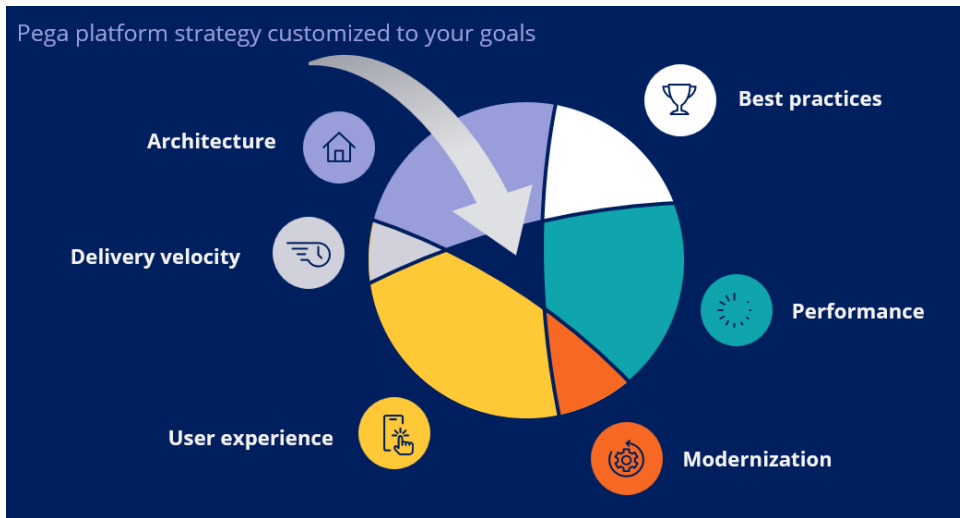 Pega platform strategy customized to your goals
Best practices
Architecture
Delivery velocity
Performance
User experience
Modernization